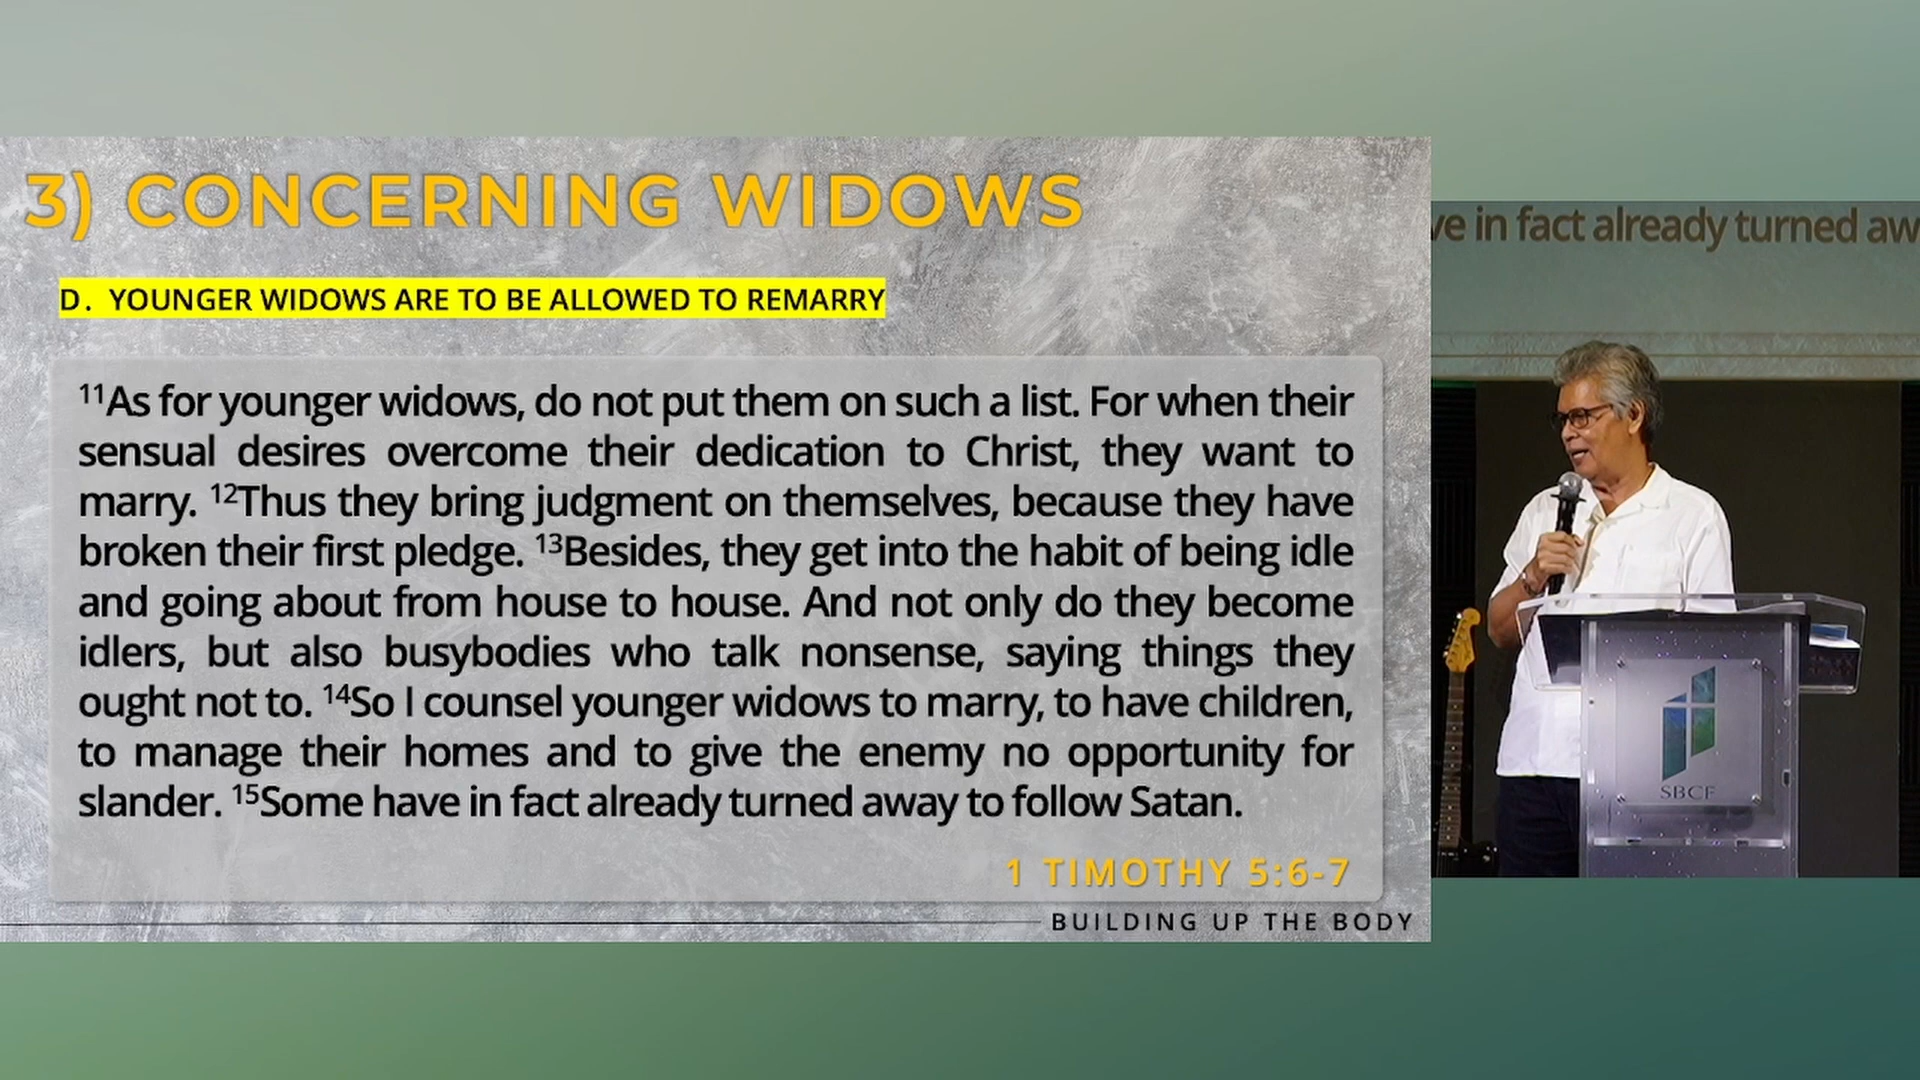 3) CONCERNING WIDOWS
D. YOUNGER WIDOWS ARE TO BE ALLOWED TO REMARRY
¹¹As for younger widows, do not put them on such a list. For when their
sensual desires overcome their dedication to Christ, they want to
marry. ¹²Thus they bring judgment on themselves, because they have
broken their first pledge. ¹³Besides, they get into the habit of being idle
and going about from house to house. And not only do they become
idlers, but also busybodies who talk nonsense, saying things they
ought not to. ¹⁴So I counsel younger widows to marry, to have children,
to manage their homes and to give the enemy no opportunity for
slander. ¹⁵Some have in fact already turned away to follow Satan.
1 TIMOTHY 5:6-7
BUILDING UP THE BODY
ve in fact already turned aw
SBCF